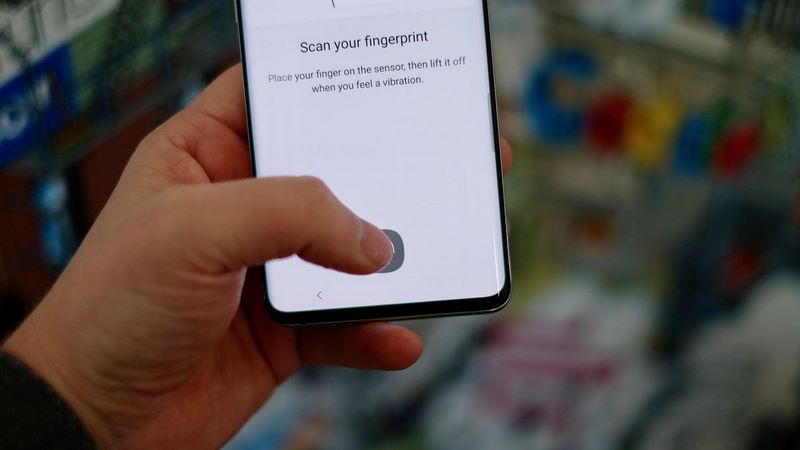 Scan your fingerprint
Place your finger on the sensor, then lift it off
when you feel a vibration.